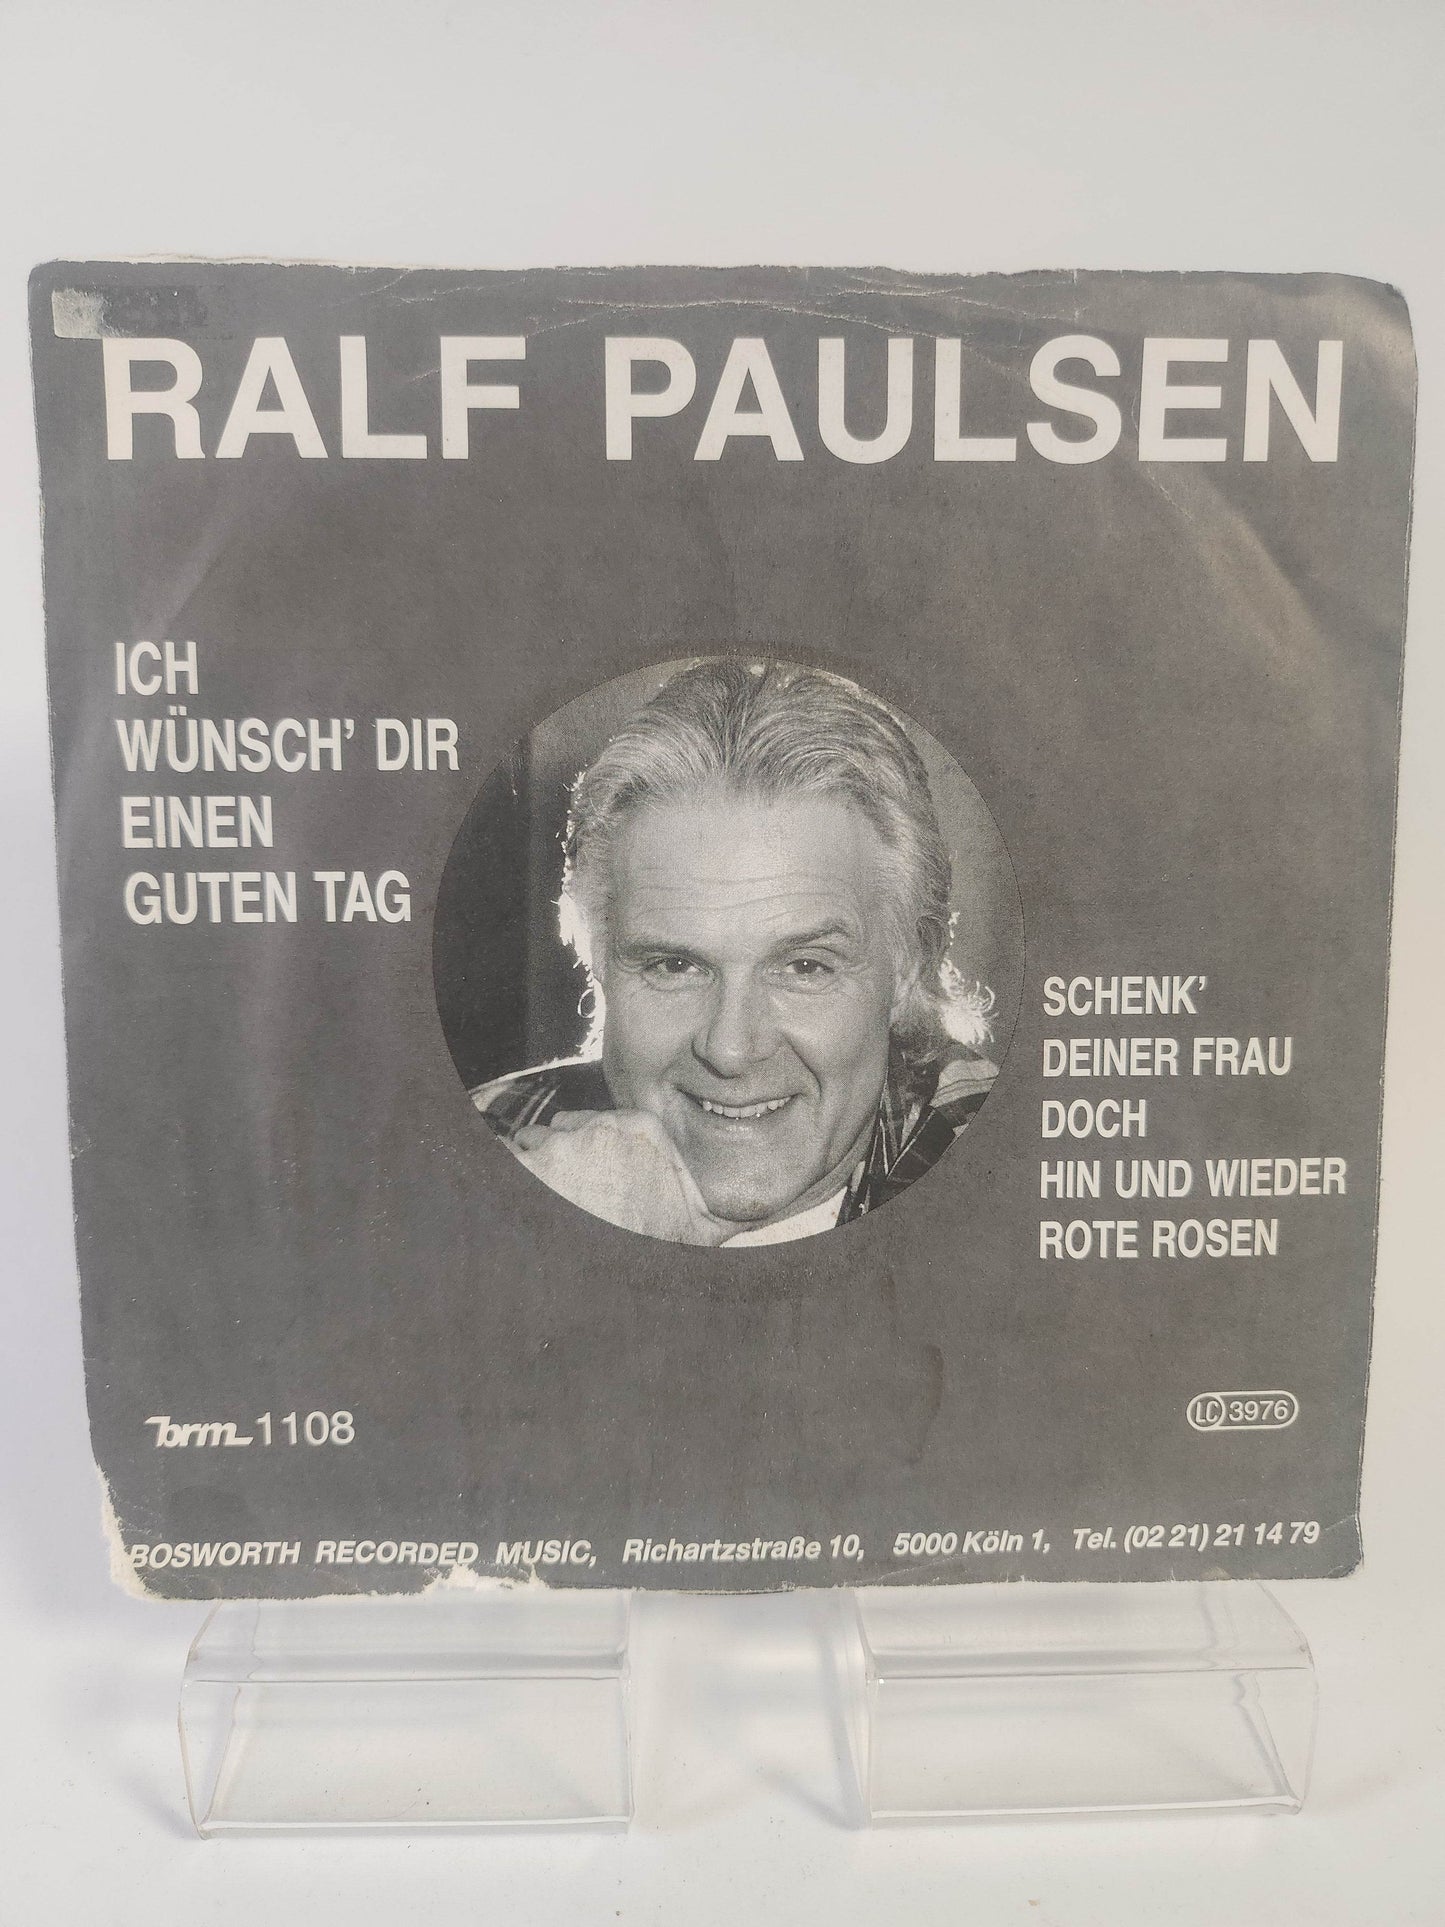 RALF PAULSEN
ICH
WÜNSCH' DIR
EINEN
GUTEN TAG
SCHENK'
DEINER FRAU
DOCH
HIN UND WIEDER
ROTE ROSEN
brm 1108
LC 3976
BOSWORTH RECORDED MUSIC, Richartzstraße 10, 5000 Köln 1, Tel. (02 21) 21 14 79